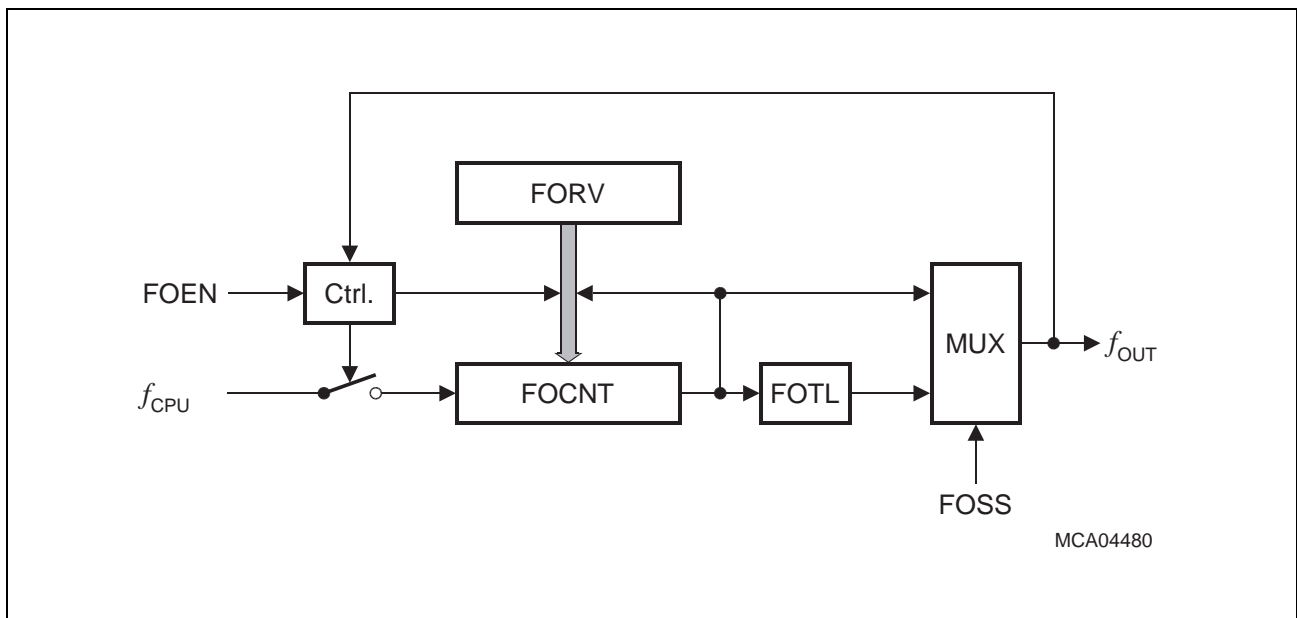 FORV
FOEN
Ctrl.
MUX
fOUT
fCPU
FOCNT
FOTL
FOSS
MCA04480